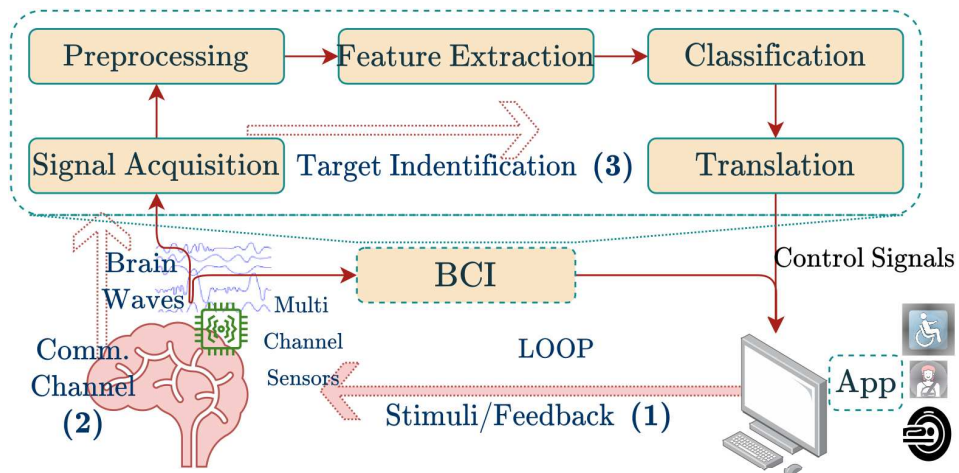 Preprocessing
Feature Extraction
Classification
Signal Acquisition
Target Indentification (3)
Translation
Brain
Waves
BCI
Control Signals
Multi
Channel
Sensors
Comm.
Channel
(2)
LOOP
App
Stimuli/Feedback (1)